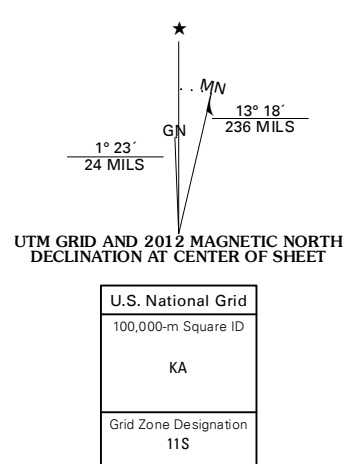 ★
MN
GN
13° 18´
236 MILS
1° 23´
24 MILS
UTM GRID AND 2012 MAGNETIC NORTH
DECLINATION AT CENTER OF SHEET
U.S. National Grid
100,000-m Square ID
KA
Grid Zone Designation
11S